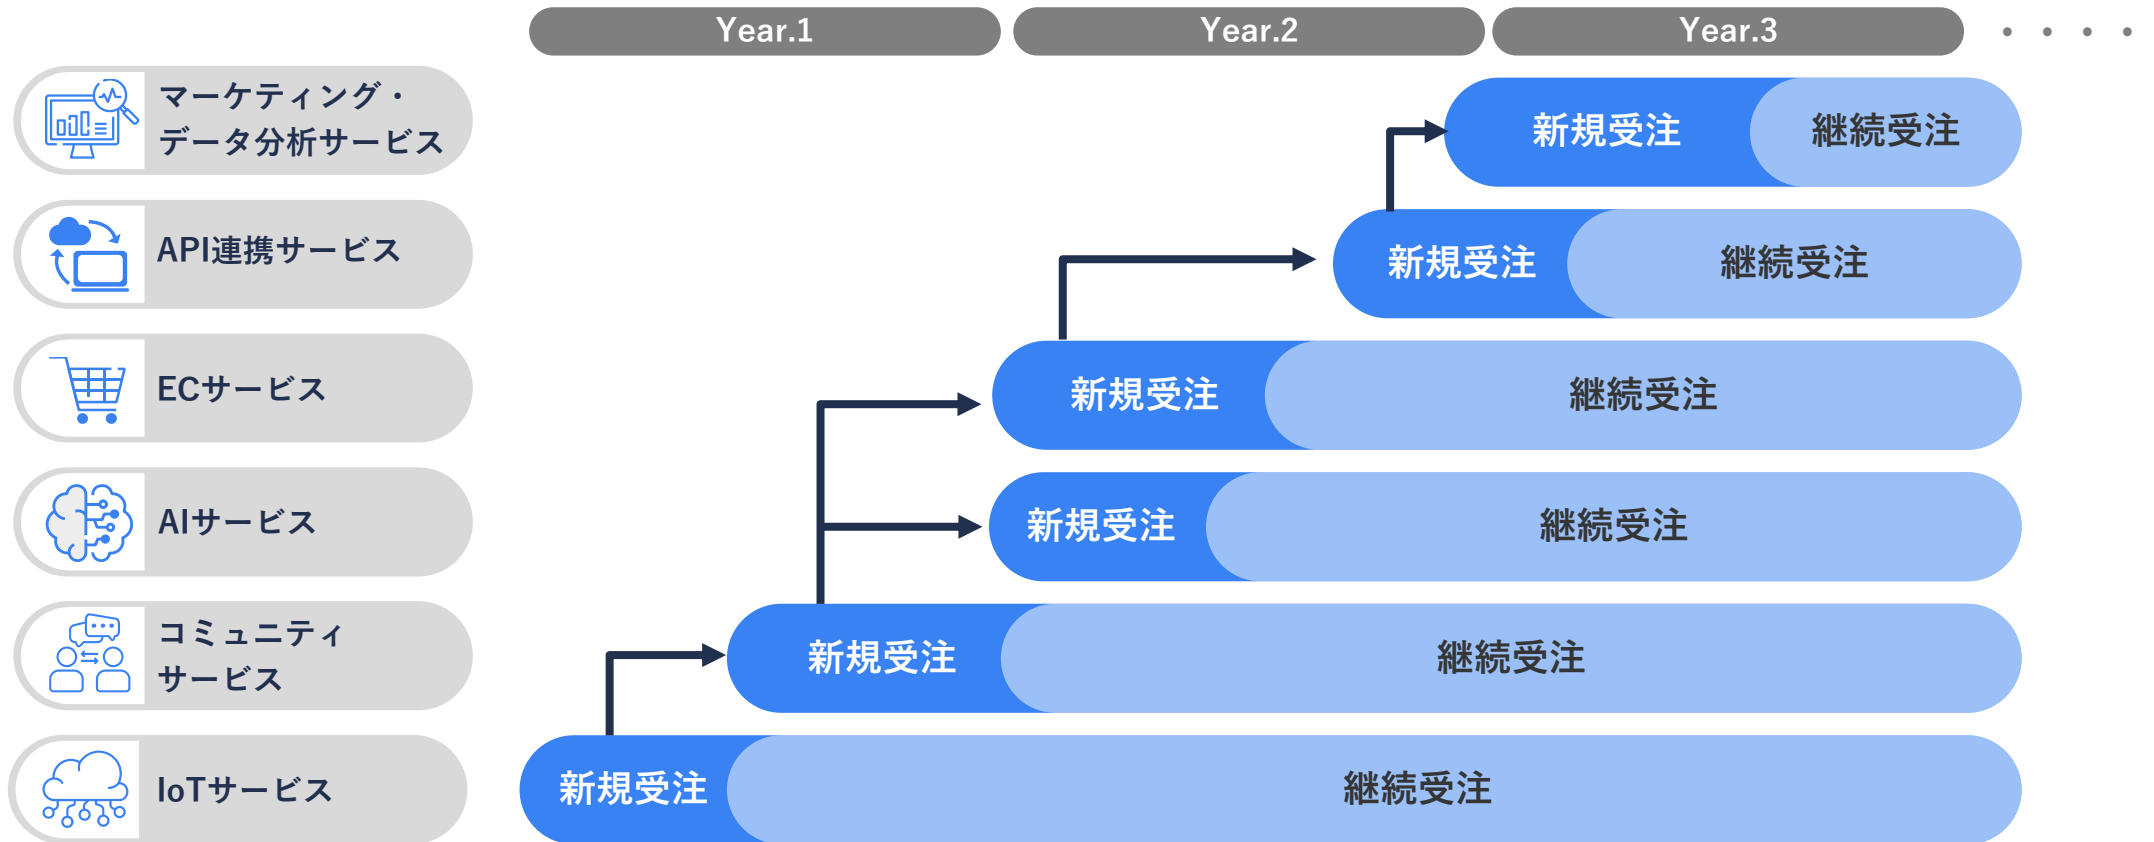 Year.1
Year.2
Year.3
・・・・
マーケティング・
データ分析サービス
新規受注
継続受注
API連携サービス
新規受注
継続受注
ECサービス
新規受注
継続受注
AIサービス
新規受注
継続受注
コミュニティ
サービス
新規受注
継続受注
IoTサービス
新規受注
継続受注